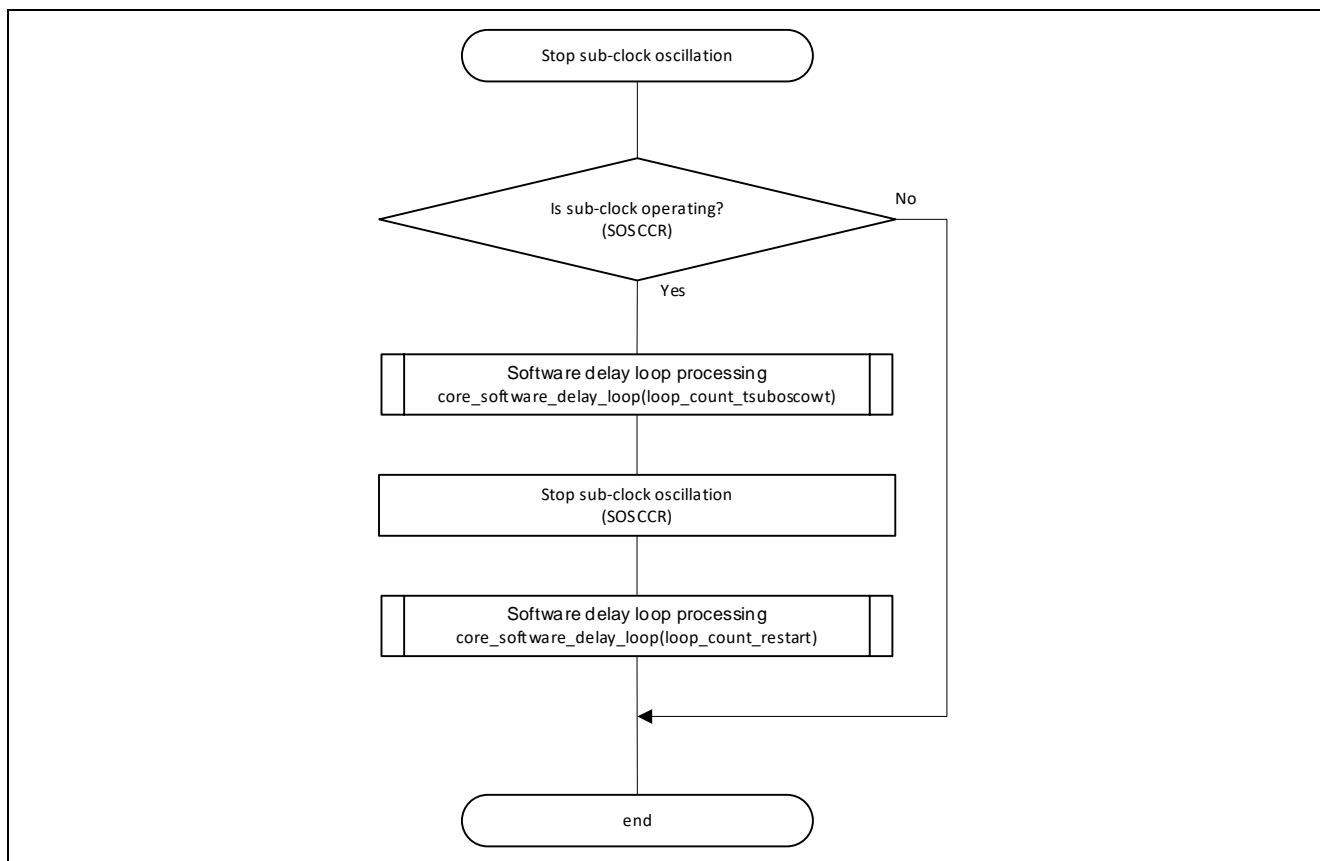 Stop sub-clock oscillation
Is sub-clock operating?
(SOSCCR)
No
Yes
Software delay loop processing
core_software_delay_loop(loop_count_tsuboscowt)
Stop sub-clock oscillation
(SOSCCR)
Software delay loop processing
core_software_delay_loop(loop_count_restart)
end